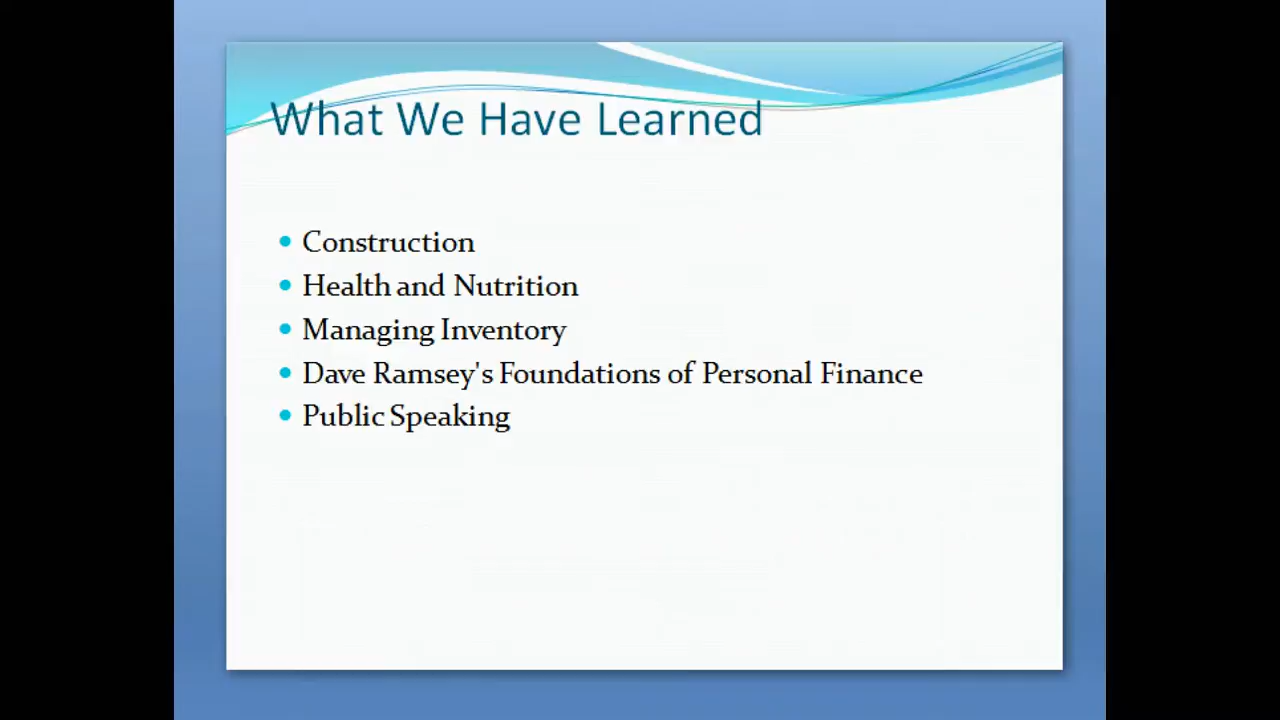 What We Have Learned
Construction
Health and Nutrition
Managing Inventory
Dave Ramsey's Foundations of Personal Finance
Public Speaking